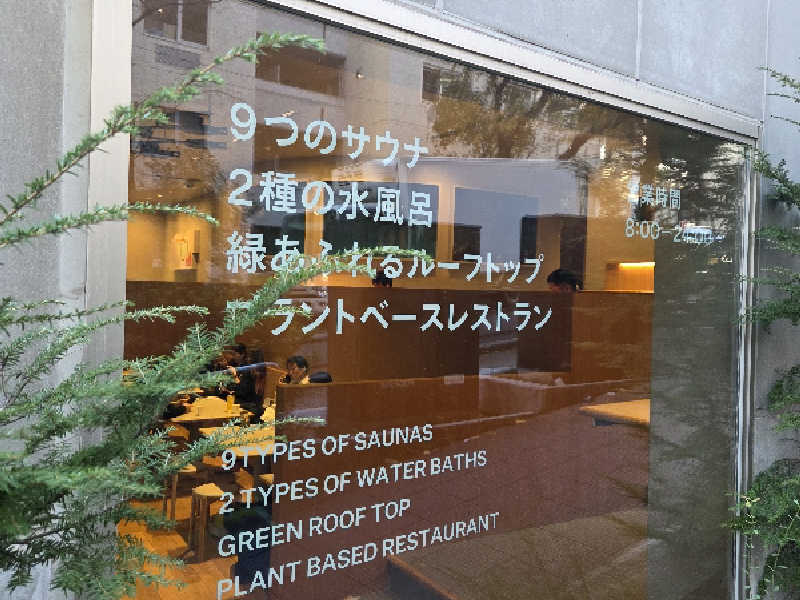 9つのサウナ
2種の水風呂
緑あふれるルーフトップ
プラントベースレストラン
営業時間
8:00-24:00
9 TYPES OF SAUNAS
2 TYPES OF WATER BATHS
GREEN ROOF TOP
PLANT BASED RESTAURANT